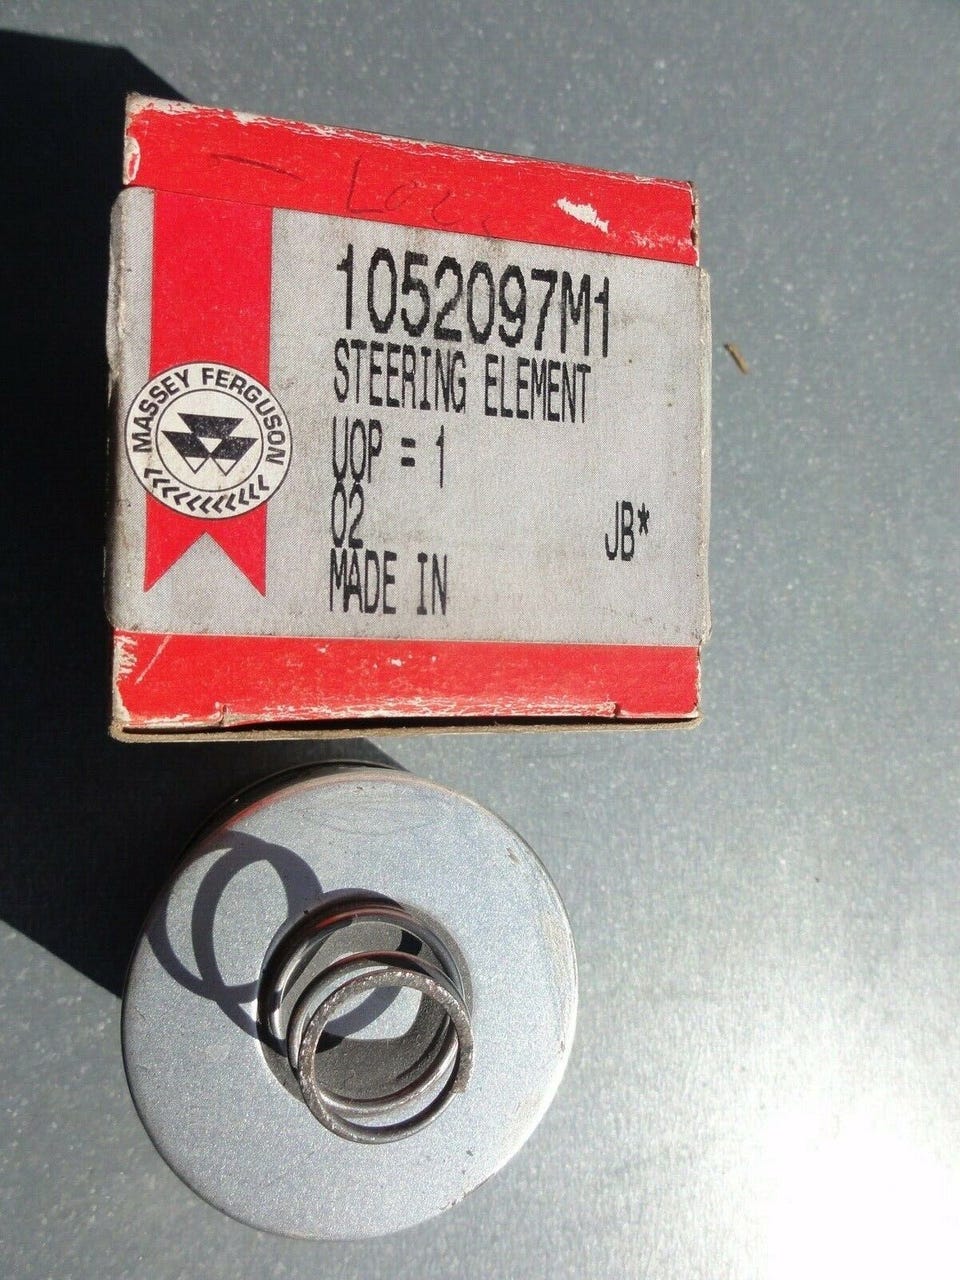 1052097M1
STEERING ELEMENT
UOP = 1
02
JB*
MADE IN
MASSEY FERGUSON